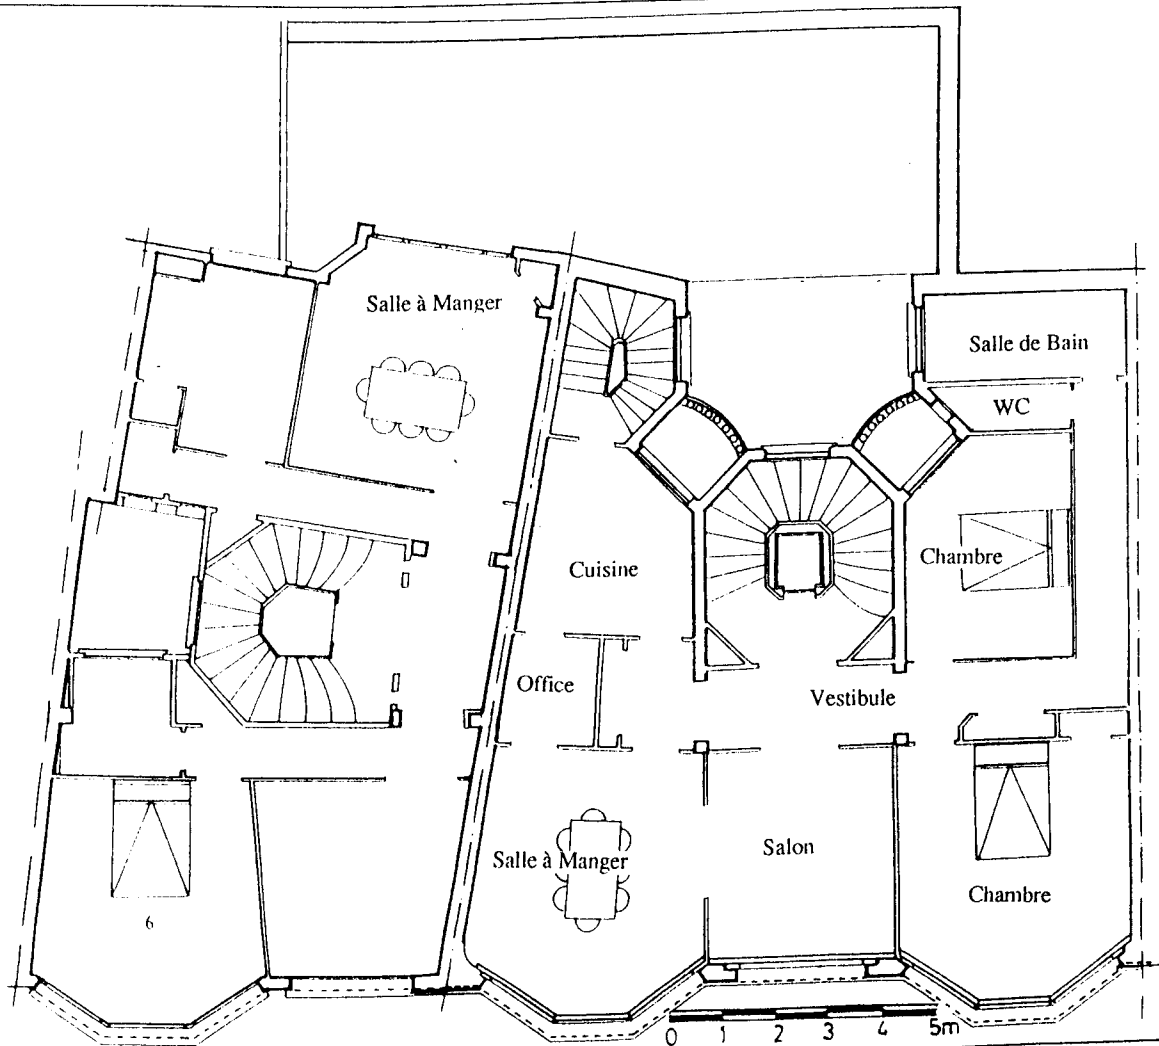 Salle à Manger
Salle de Bain
WC
Chambre
Cuisine
Office
Vestibule
Salon
Salle à Manger
Chambre
6
0 1 2 3 4 5m